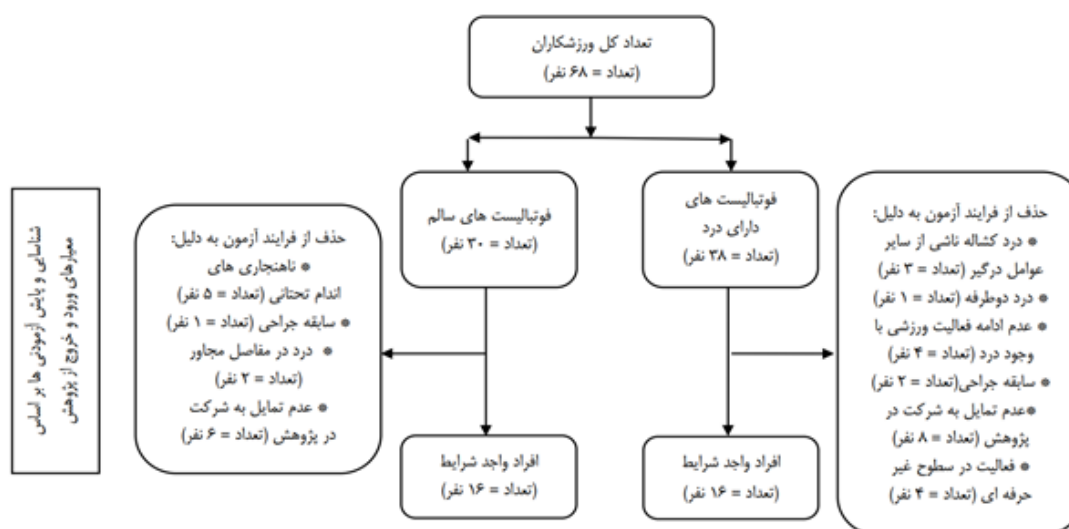 تعداد کل ورزشکاران
(تعداد = ۶۸ نفر)
فوتبالیست های
دارای درد
(تعداد = ۳۸ نفر)
فوتبالیست های سالم
(تعداد = ۳۰ نفر)
حذف از فرایند آزمون به دلیل:
● درد کشاله ناشی از سایر
عوامل درگیر (تعداد = ۳ نفر)
● درد دوطرفه (تعداد = ۱ نفر)
● عدم ادامه فعالیت ورزشی با
وجود درد (تعداد = ۴ نفر)
● سابقه جراحی(تعداد = ۲ نفر)
● عدم تمایل به شرکت در
پژوهش (تعداد = ۸ نفر)
● فعالیت در سطوح غیر
حرفه ای (تعداد = ۴ نفر)
حذف از فرایند آزمون به دلیل:
● ناهنجاری های
اندام تحتانی (تعداد = ۵ نفر)
● سابقه جراحی (تعداد = ۱ نفر)
● درد در مفاصل مجاور
(تعداد = ۲ نفر)
● عدم تمایل به شرکت
در پژوهش (تعداد = ۶ نفر)
افراد واجد شرایط
(تعداد = ۱۶ نفر)
افراد واجد شرایط
(تعداد = ۱۶ نفر)
شناسایی و پایش آزمودنی ها بر اساس
معیارهای ورود و خروج از پژوهش